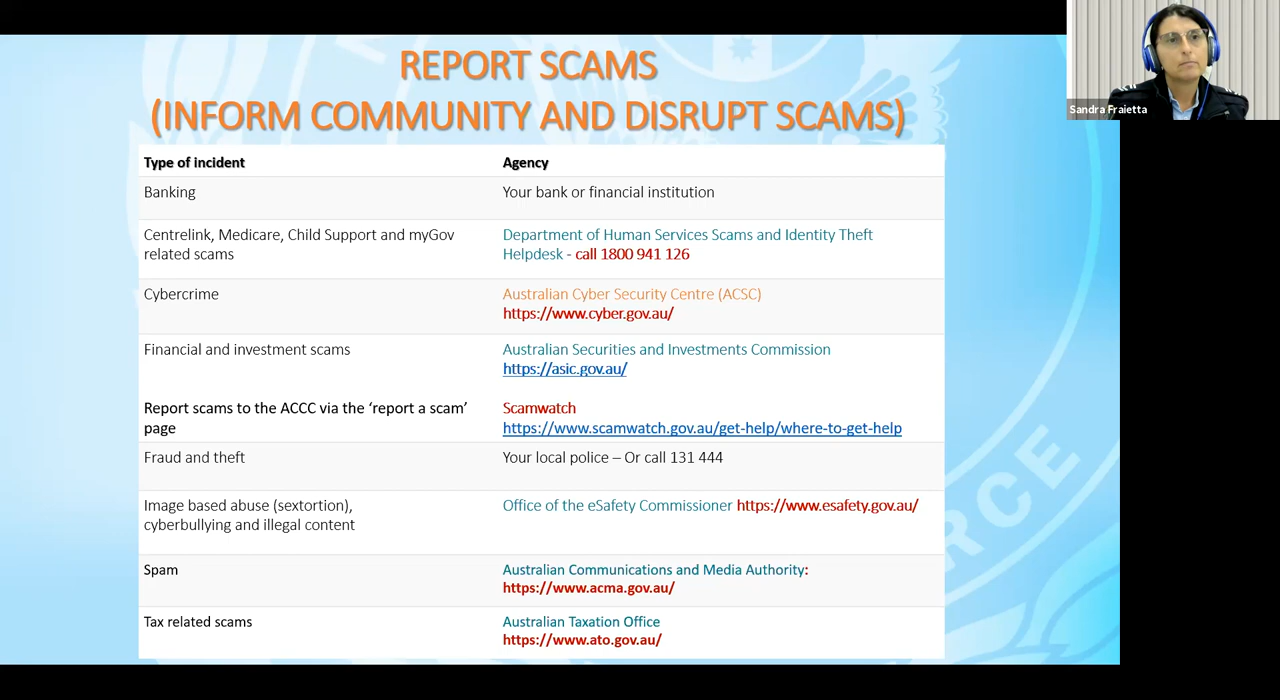 REPORT SCAMS
(INFORM COMMUNITY AND DISRUPT SCAMS)
Sandra Fraietta
Type of incident
Agency
Banking
Your bank or financial institution
Centrelink, Medicare, Child Support and myGov
related scams
Department of Human Services Scams and Identity Theft
Helpdesk - call 1800 941 126
Cybercrime
Australian Cyber Security Centre (ACSC)
https://www.cyber.gov.au/
Financial and investment scams
Australian Securities and Investments Commission
https://asic.gov.au/
Report scams to the ACCC via the ‘report a scam’
page
Scamwatch
https://www.scamwatch.gov.au/get-help/where-to-get-help
Fraud and theft
Your local police – Or call 131 444
Image based abuse (sextortion),
cyberbullying and illegal content
Office of the eSafety Commissioner https://www.esafety.gov.au/
Spam
Australian Communications and Media Authority:
https://www.acma.gov.au/
Tax related scams
Australian Taxation Office
https://www.ato.gov.au/
RCE